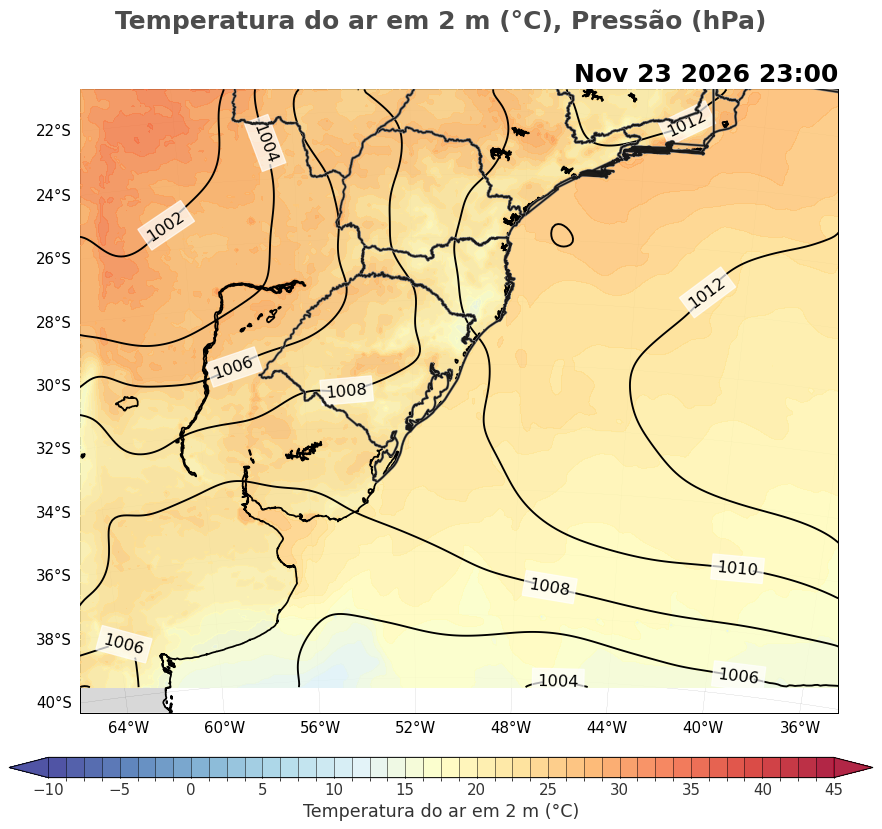 Temperatura do ar em 2 m (°C), Pressão (hPa)
Nov 23 2026 23:00
22°S
24°S
26°S
28°S
30°S
32°S
34°S
36°S
38°S
40°S
1012
1004
1002
1012
1006
1008
1010
1008
1006
1006
1004
64°W 60°W 56°W 52°W 48°W 44°W 40°W 36°W
−10 −5 0 5 10 15 20 25 30 35 40 45
Temperatura do ar em 2 m (°C)